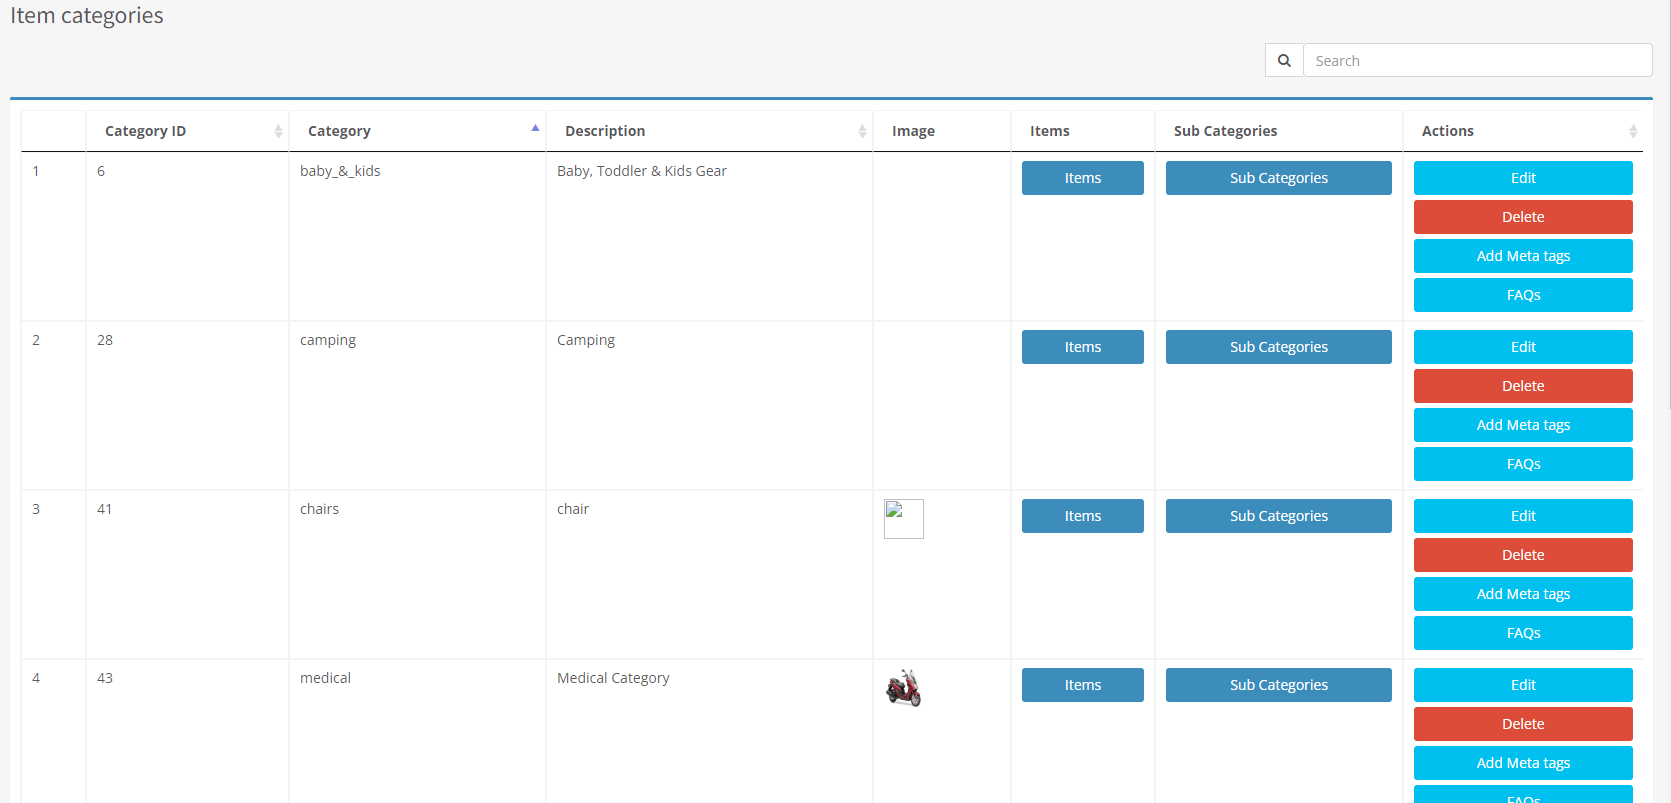 Item categories
Search
Category ID Category Description Image Items Sub Categories Actions
1 6 baby_&_kids Baby, Toddler & Kids Gear Items Sub Categories Edit
Delete
Add Meta tags
FAQs
2 28 camping Camping Items Sub Categories Edit
Delete
Add Meta tags
FAQs
3 41 chairs chair Items Sub Categories Edit
Delete
Add Meta tags
FAQs
4 43 medical Medical Category Items Sub Categories Edit
Delete
Add Meta tags
FAQs